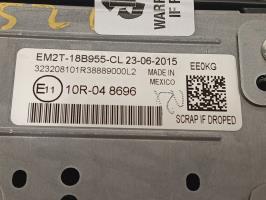 WARR
IF R
EM2T-18B955-CL 23-06-2015
323208101R38889000L2
MADE IN
MEXICO
EE0KG
E11
10R-04 8696
SCRAP IF DROPED